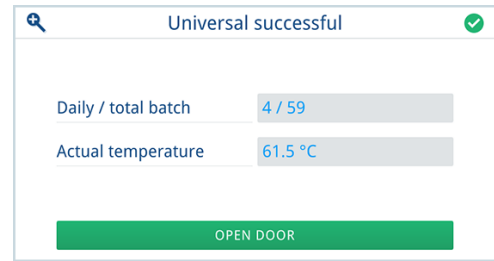 Universal successful
Daily / total batch 4 / 59
Actual temperature 61.5 °C
OPEN DOOR